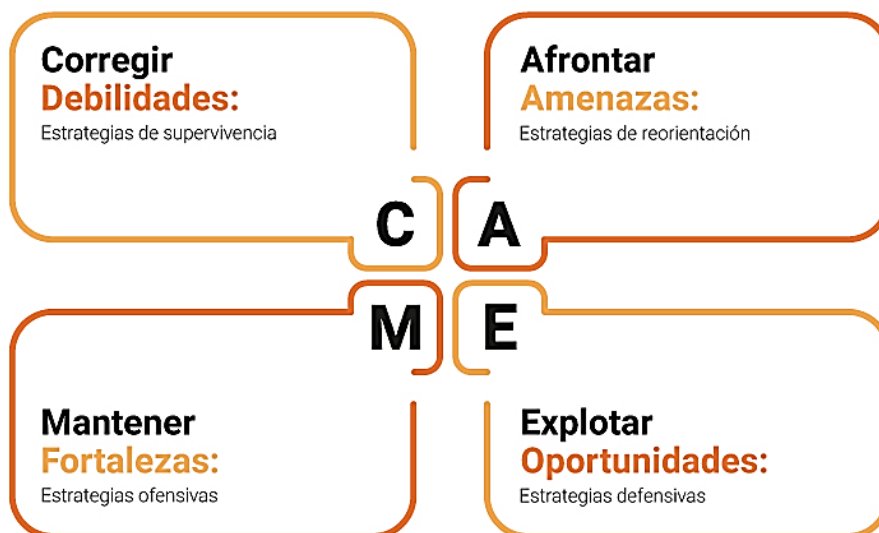 Corregir
Debilidades:
Estrategias de supervivencia
Afrontar
Amenazas:
Estrategias de reorientación
C A
M E
Mantener
Fortalezas:
Estrategias ofensivas
Explotar
Oportunidades:
Estrategias defensivas